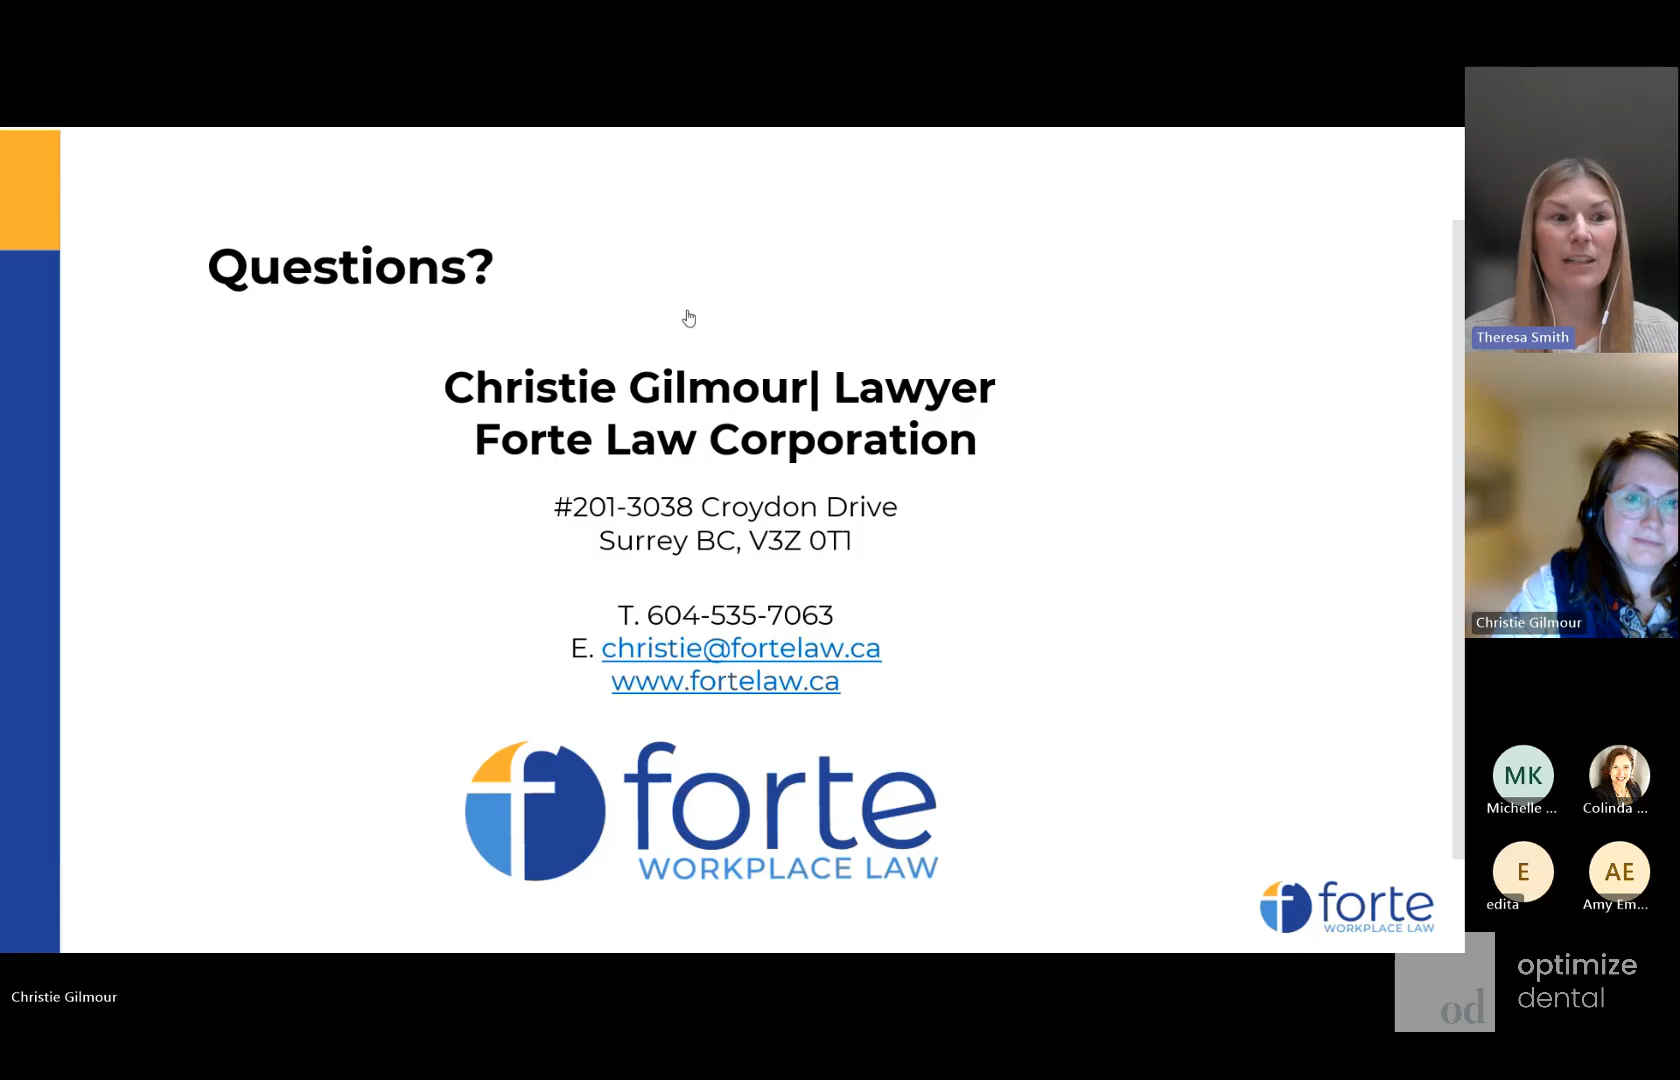 Questions?
Christie Gilmour| Lawyer
Forte Law Corporation
#201-3038 Croydon Drive
Surrey BC, V3Z 0T1
T. 604-535-7063
E. christie@fortelaw.ca
www.fortelaw.ca
f forte
WORKPLACE LAW
f forte
WORKPLACE LAW
Theresa Smith
Christie Gilmour
MK
Michelle ...
Colinda ...
E
edita
AE
Amy Em...
Christie Gilmour
od
optimize
dental